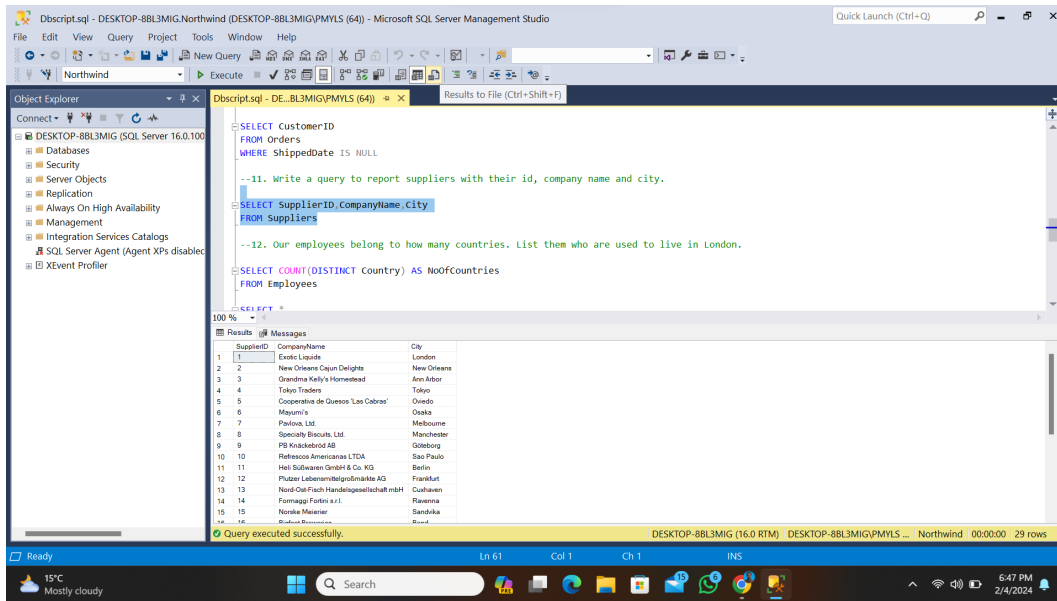 Dbscript.sql - DESKTOP-8BL3MIG.Northwind (DESKTOP-8BL3MIG\PMYLS (64)) - Microsoft SQL Server Management Studio
Quick Launch (Ctrl+Q)
File Edit View Query Project Tools Window Help
New Query
Northwind
Execute
Results to File (Ctrl+Shift+F)
Object Explorer
Connect
DESKTOP-8BL3MIG (SQL Server 16.0.100
Databases
Security
Server Objects
Replication
Always On High Availability
Management
Integration Services Catalogs
SQL Server Agent (Agent XPs disablec
XEvent Profiler
Dbscript.sql - DE...BL3MIG\PMYLS (64))
SELECT CustomerID
FROM Orders
WHERE ShippedDate IS NULL
--11. Write a query to report suppliers with their id, company name and city.
SELECT SupplierID,CompanyName,City
FROM Suppliers
--12. Our employees belong to how many countries. List them who are used to live in London.
SELECT COUNT(DISTINCT Country) AS NoOfCountries
FROM Employees
SELECT *
100 %
Results Messages
SupplierID CompanyName City
1 1 Exotic Liquids London
2 2 New Orleans Cajun Delights New Orleans
3 3 Grandma Kelly's Homestead Ann Arbor
4 4 Tokyo Traders Tokyo
5 5 Cooperativa de Quesos 'Las Cabras' Oviedo
6 6 Mayumi's Osaka
7 7 Pavlova, Ltd. Melbourne
8 8 Specialty Biscuits, Ltd. Manchester
9 9 PB Knäckebröd AB Göteborg
10 10 Refrescos Americanas LTDA Sao Paulo
11 11 Heli Süßwaren GmbH & Co. KG Berlin
12 12 Plutzer Lebensmittelgroßmärkte AG Frankfurt
13 13 Nord-Ost-Fisch Handelsgesellschaft mbH Cuxhaven
14 14 Formaggi Fortini s.r.l. Ravenna
15 15 Norske Meierier Sandvika
16 16 Bigfoot Breweries Bend
Query executed successfully.
DESKTOP-8BL3MIG (16.0 RTM) DESKTOP-8BL3MIG\PMYLS ... Northwind 00:00:00 29 rows
Ready Ln 61 Col 1 Ch 1 INS
15°C
Mostly cloudy
Search
PRE
15
6
6:47 PM
2/4/2024